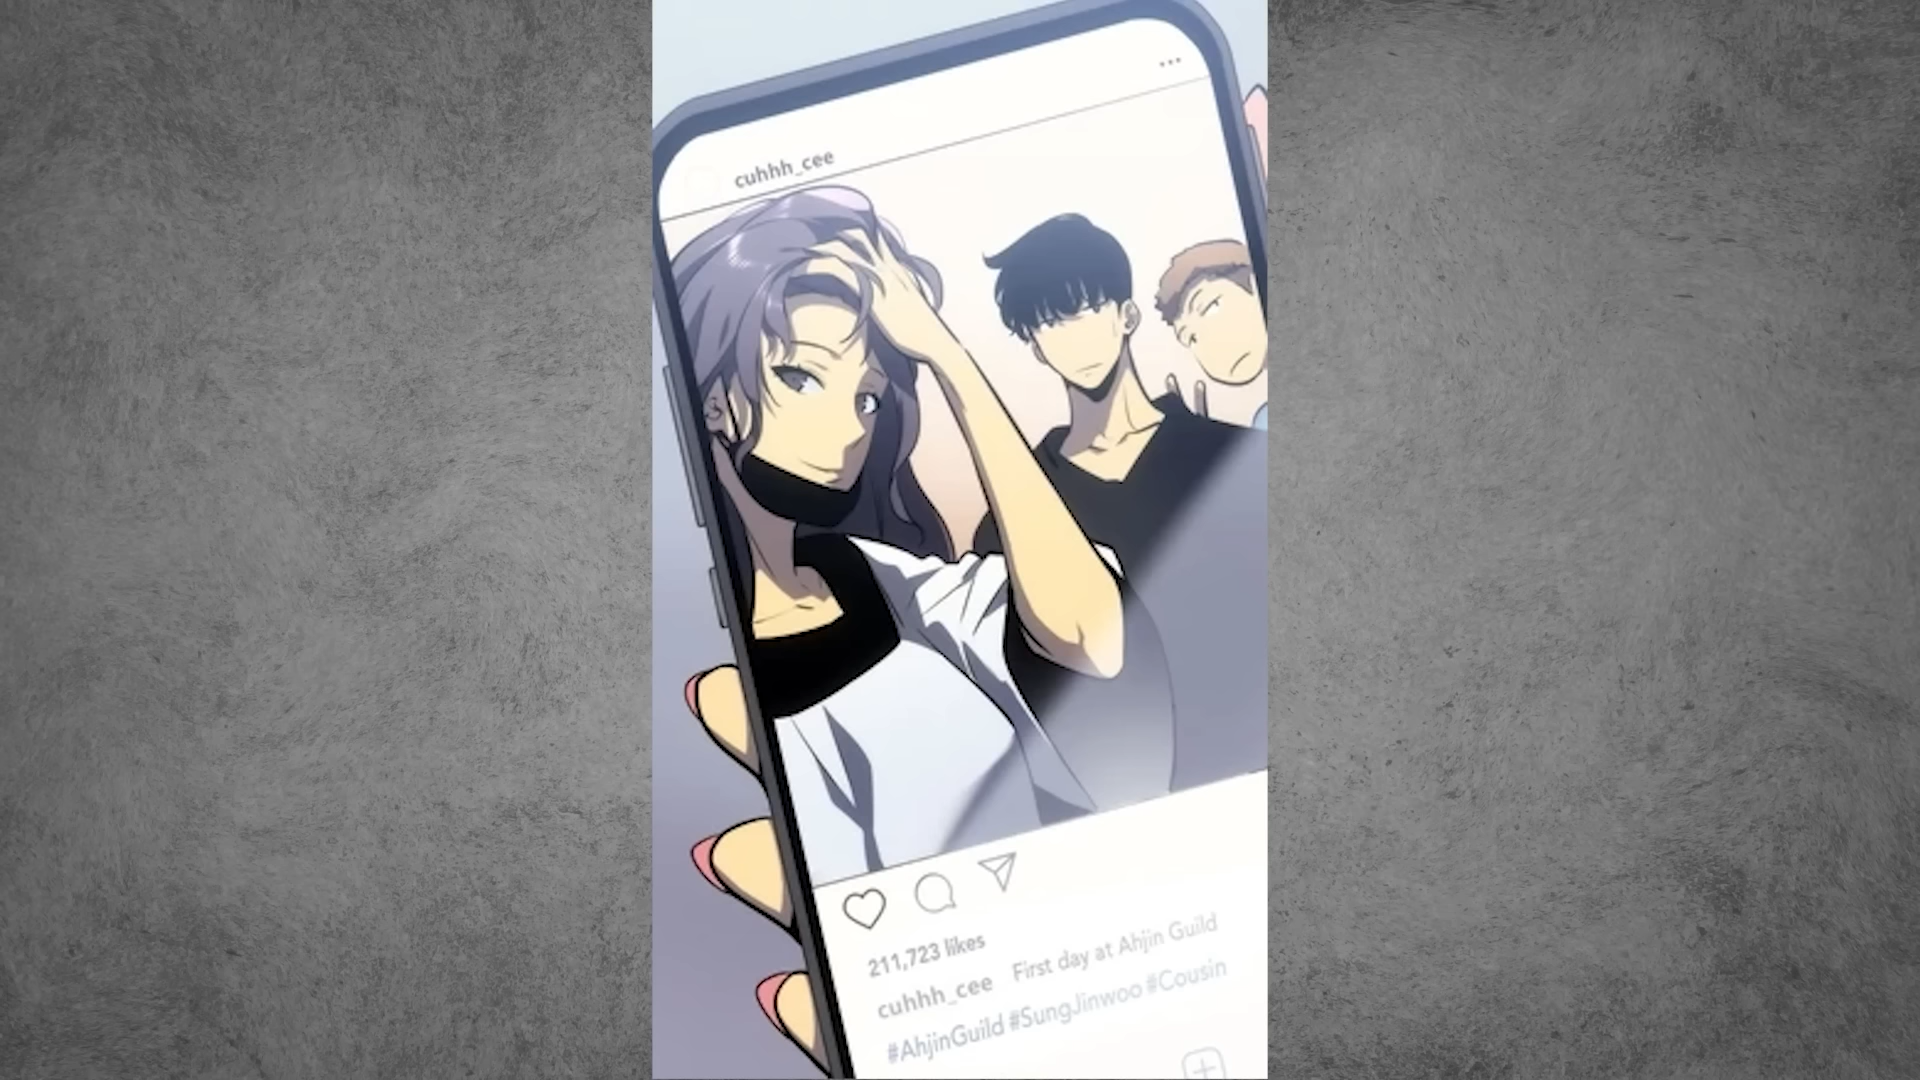 cuhhh_cee
211,723 likes
cuhhh_cee First day at Ahjin Guild
#AhjinGuild #SungJinwoo #Cousin